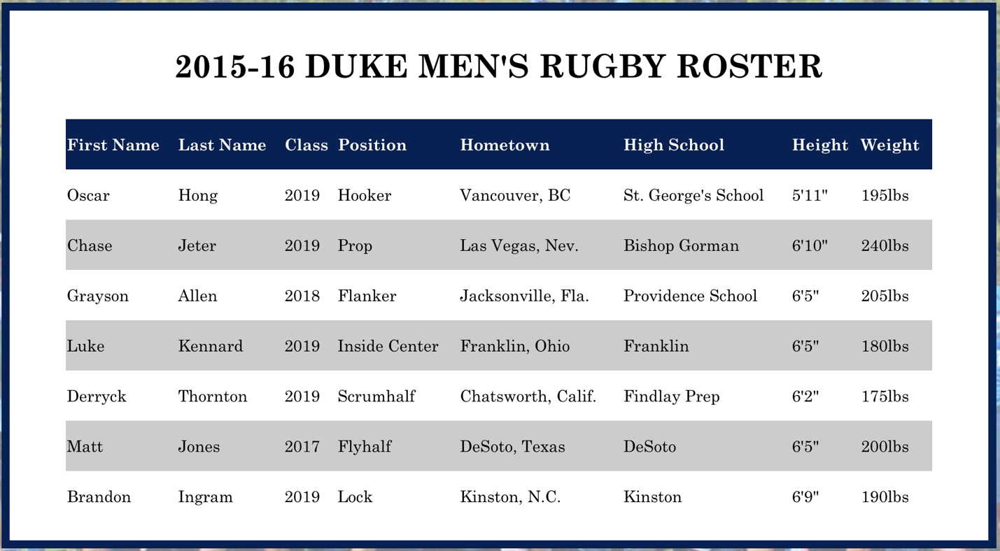 2015-16 DUKE MEN'S RUGBY ROSTER
First Name Last Name Class Position Hometown High School Height Weight
Oscar Hong 2019 Hooker Vancouver, BC St. George's School 5'11" 195lbs
Chase Jeter 2019 Prop Las Vegas, Nev. Bishop Gorman 6'10" 240lbs
Grayson Allen 2018 Flanker Jacksonville, Fla. Providence School 6'5" 205lbs
Luke Kennard 2019 Inside Center Franklin, Ohio Franklin 6'5" 180lbs
Derryck Thornton 2019 Scrumhalf Chatsworth, Calif. Findlay Prep 6'2" 175lbs
Matt Jones 2017 Flyhalf DeSoto, Texas DeSoto 6'5" 200lbs
Brandon Ingram 2019 Lock Kinston, N.C. Kinston 6'9" 190lbs